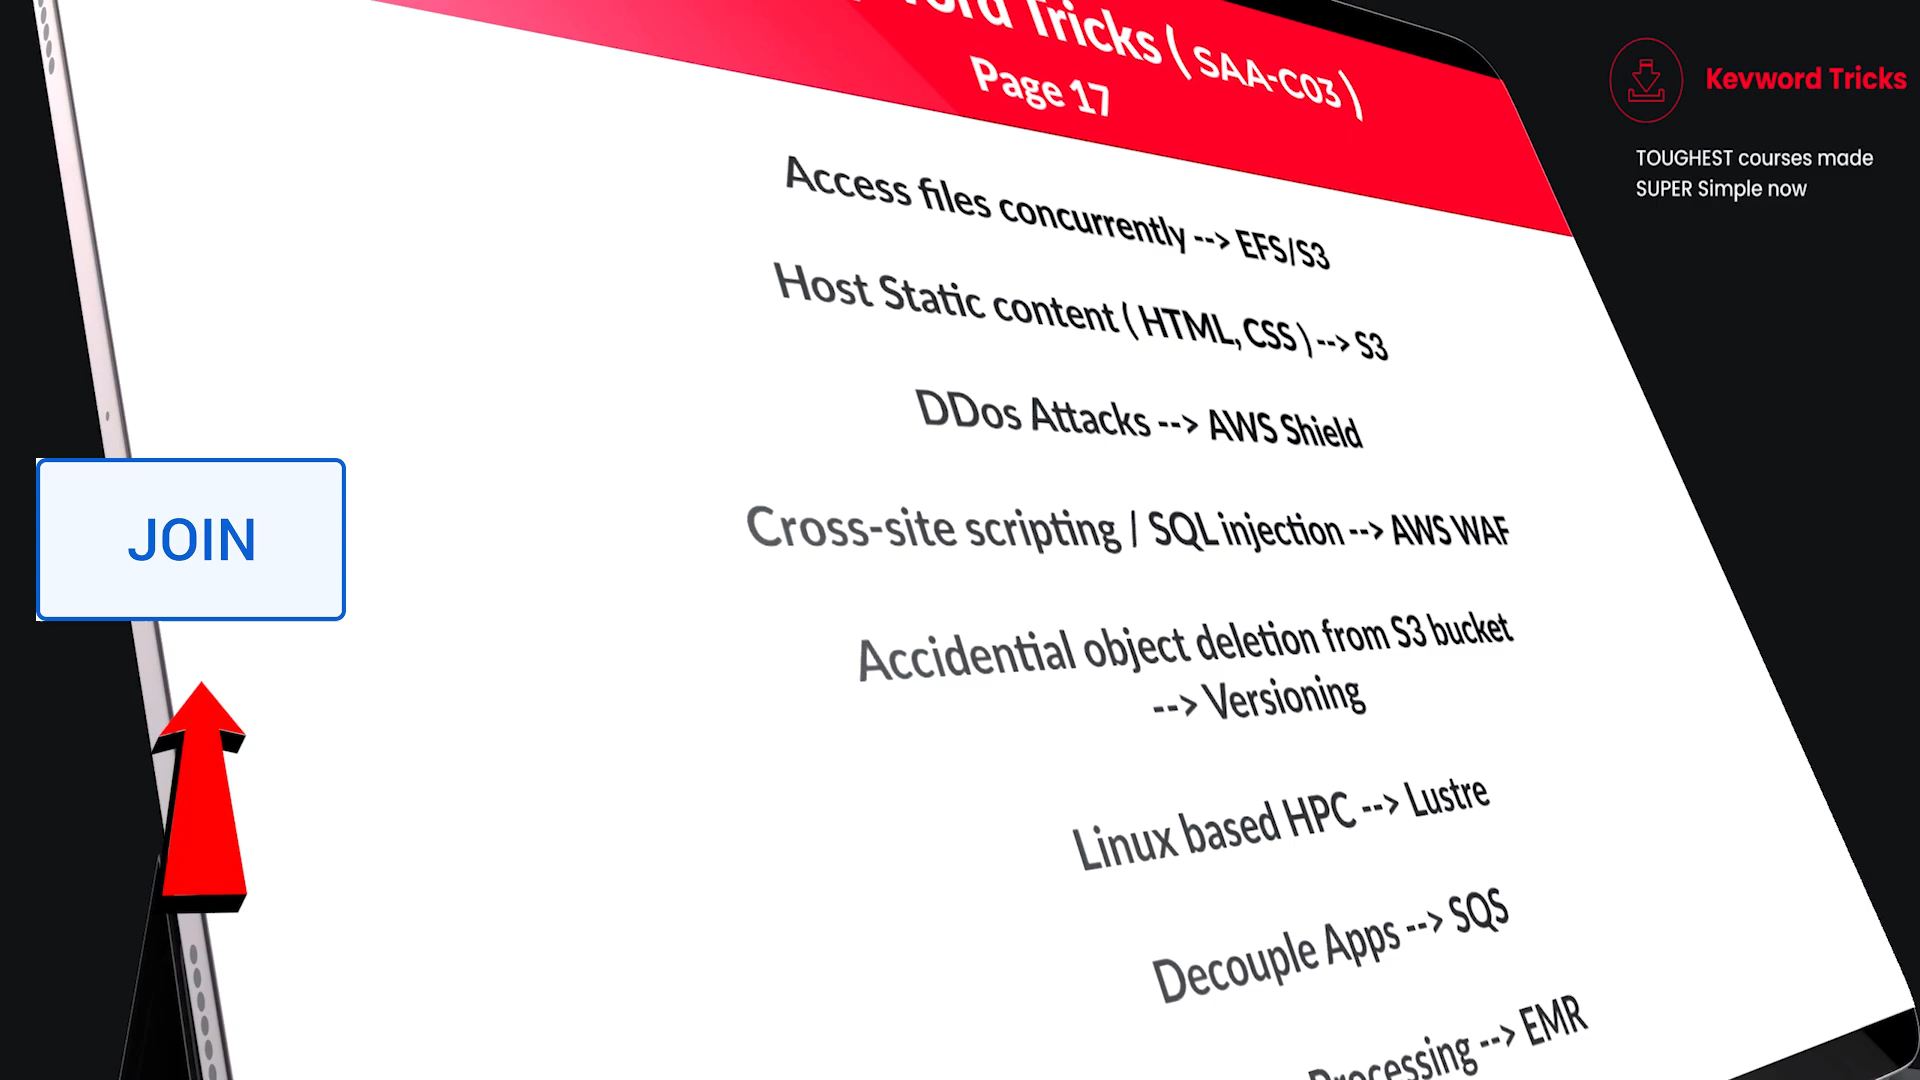 Tricks ( SAA-C03 )
Page 17
Access files concurrently --> EFS/S3
Host Static content ( HTML, CSS ) --> S3
DDos Attacks --> AWS Shield
Cross-site scripting / SQL injection --> AWS WAF
Accidential object deletion from S3 bucket
--> Versioning
Linux based HPC --> Lustre
Decouple Apps --> SQS
Processing --> EMR
JOIN
Kevword Tricks
TOUGHEST courses made
SUPER Simple now